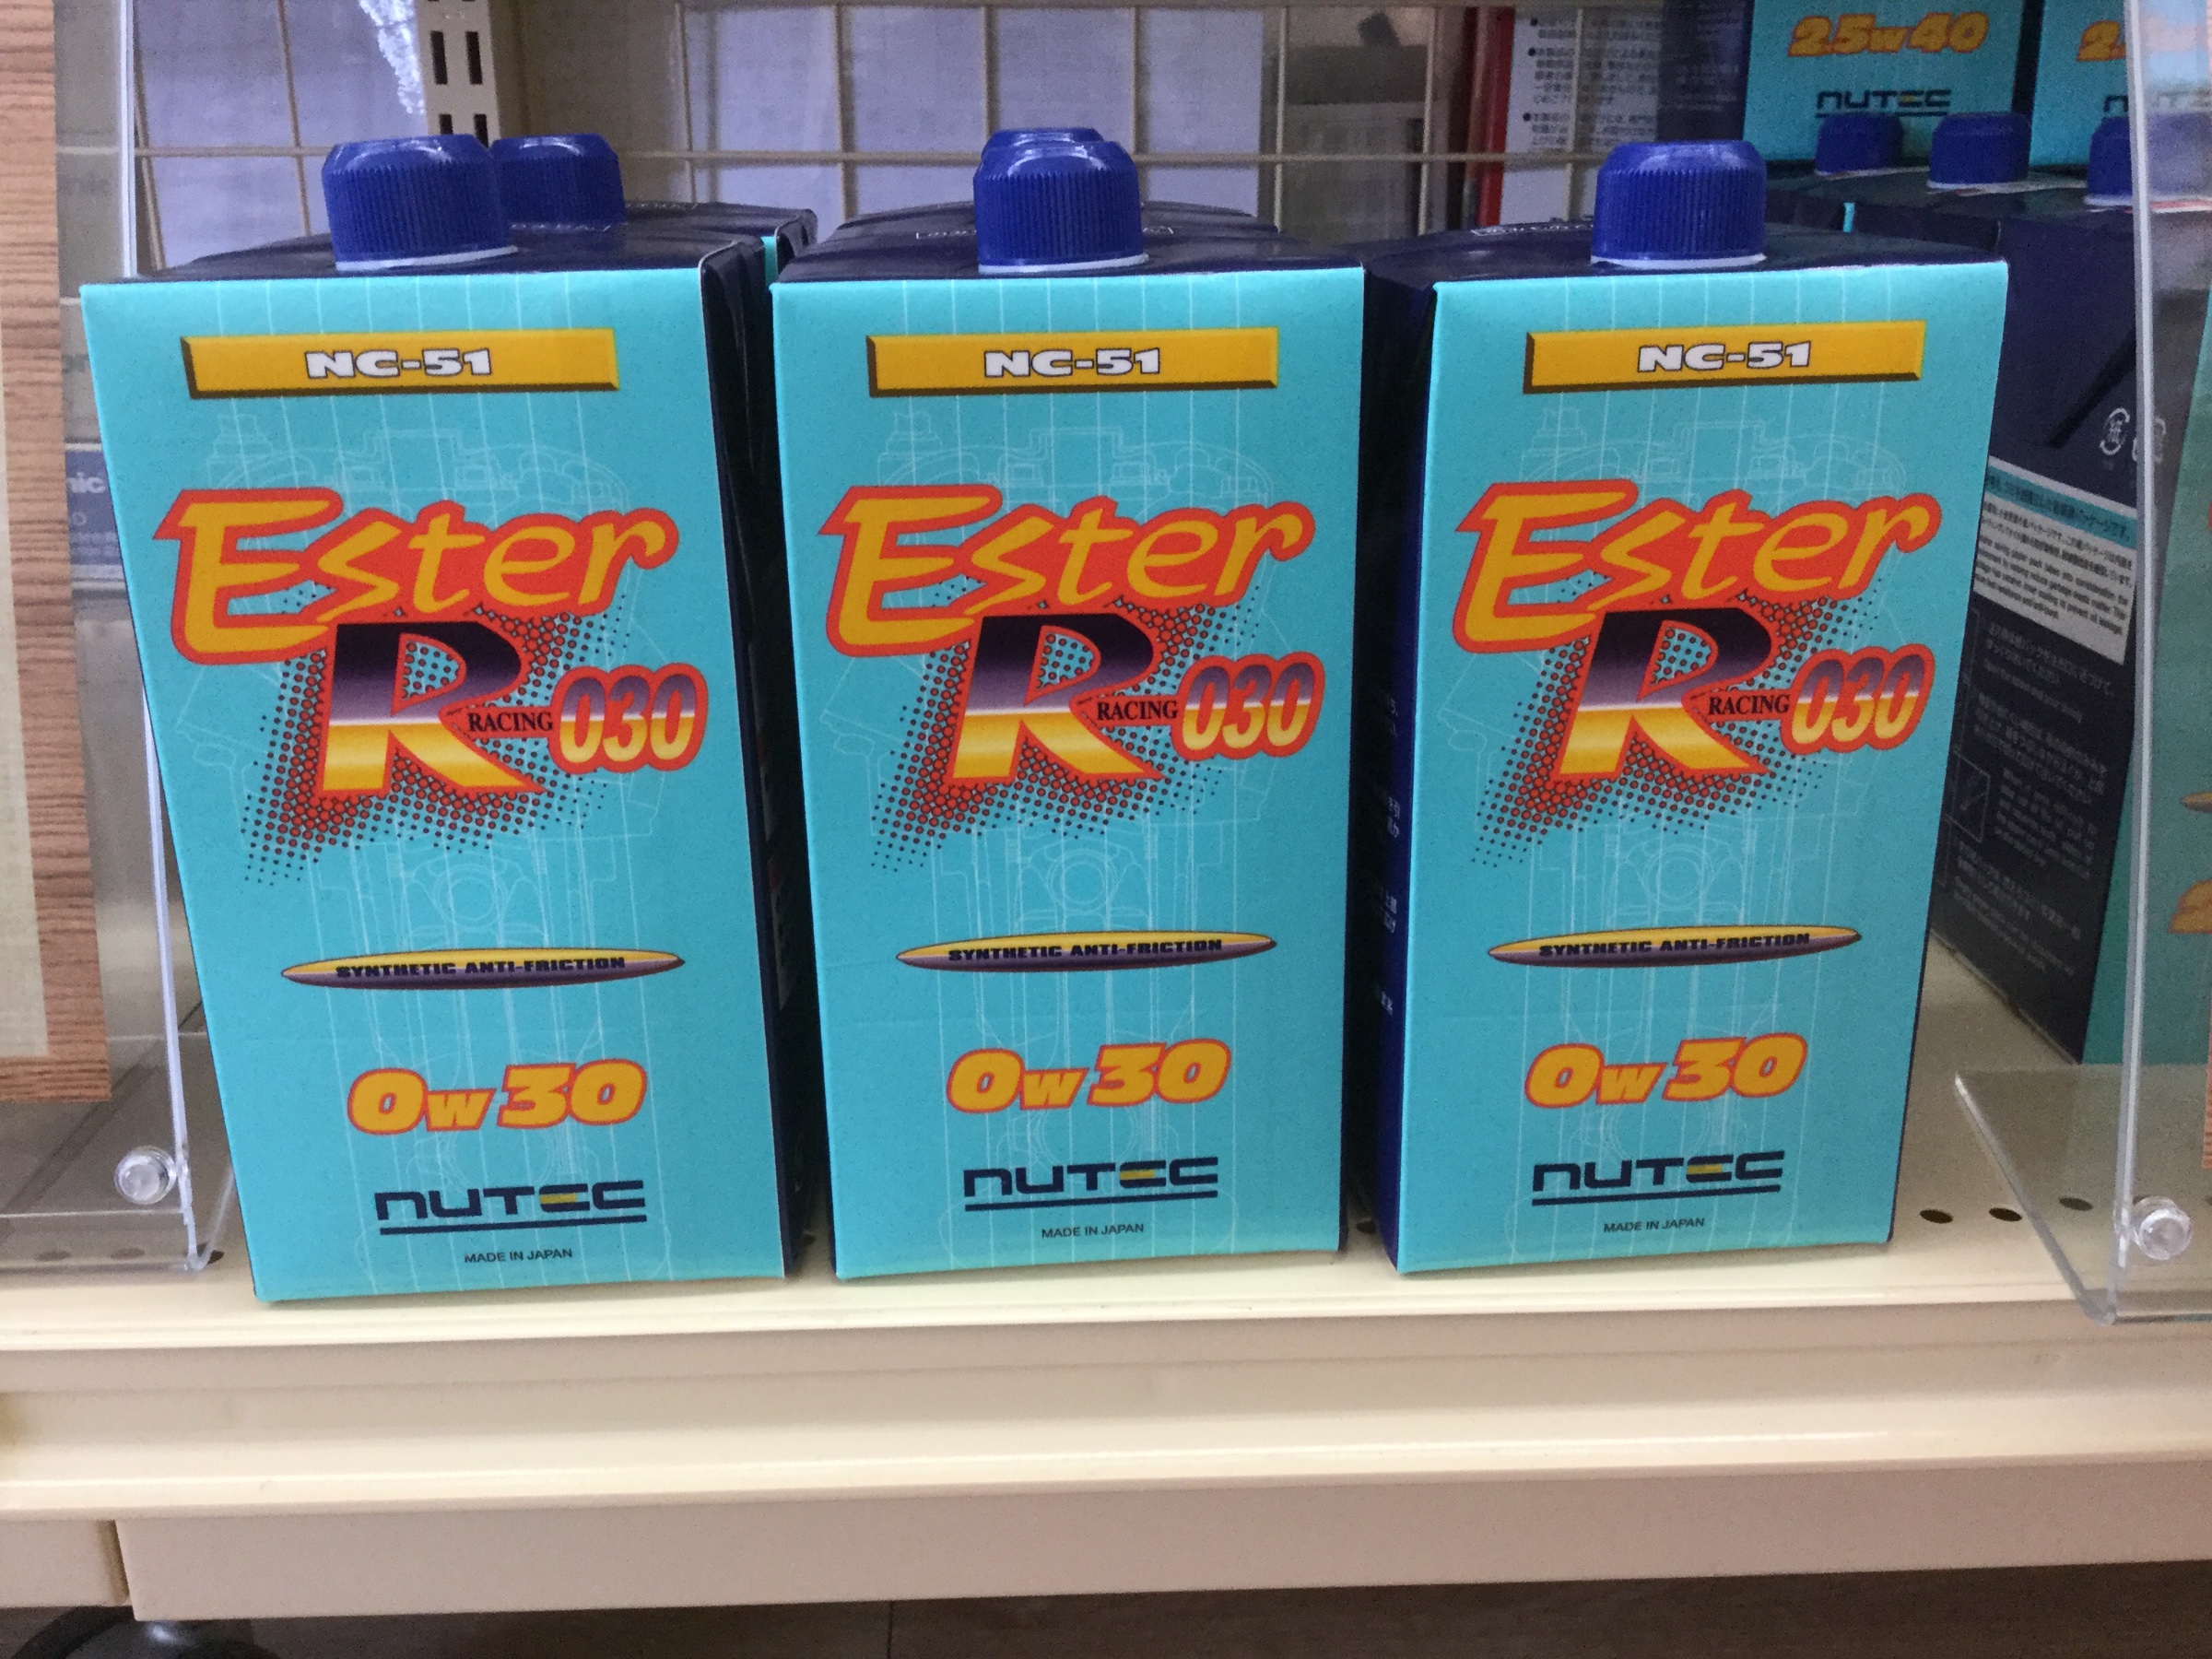 2.5w40
NUTEC
NC-51
Ester
R
RACING
030
SYNTHETIC ANTI-FRICTION
0w30
NUTEC
MADE IN JAPAN
NC-51
Ester
R
RACING
030
SYNTHETIC ANTI-FRICTION
0w30
NUTEC
MADE IN JAPAN
NC-51
Ester
R
RACING
030
SYNTHETIC ANTI-FRICTION
0w30
NUTEC
MADE IN JAPAN